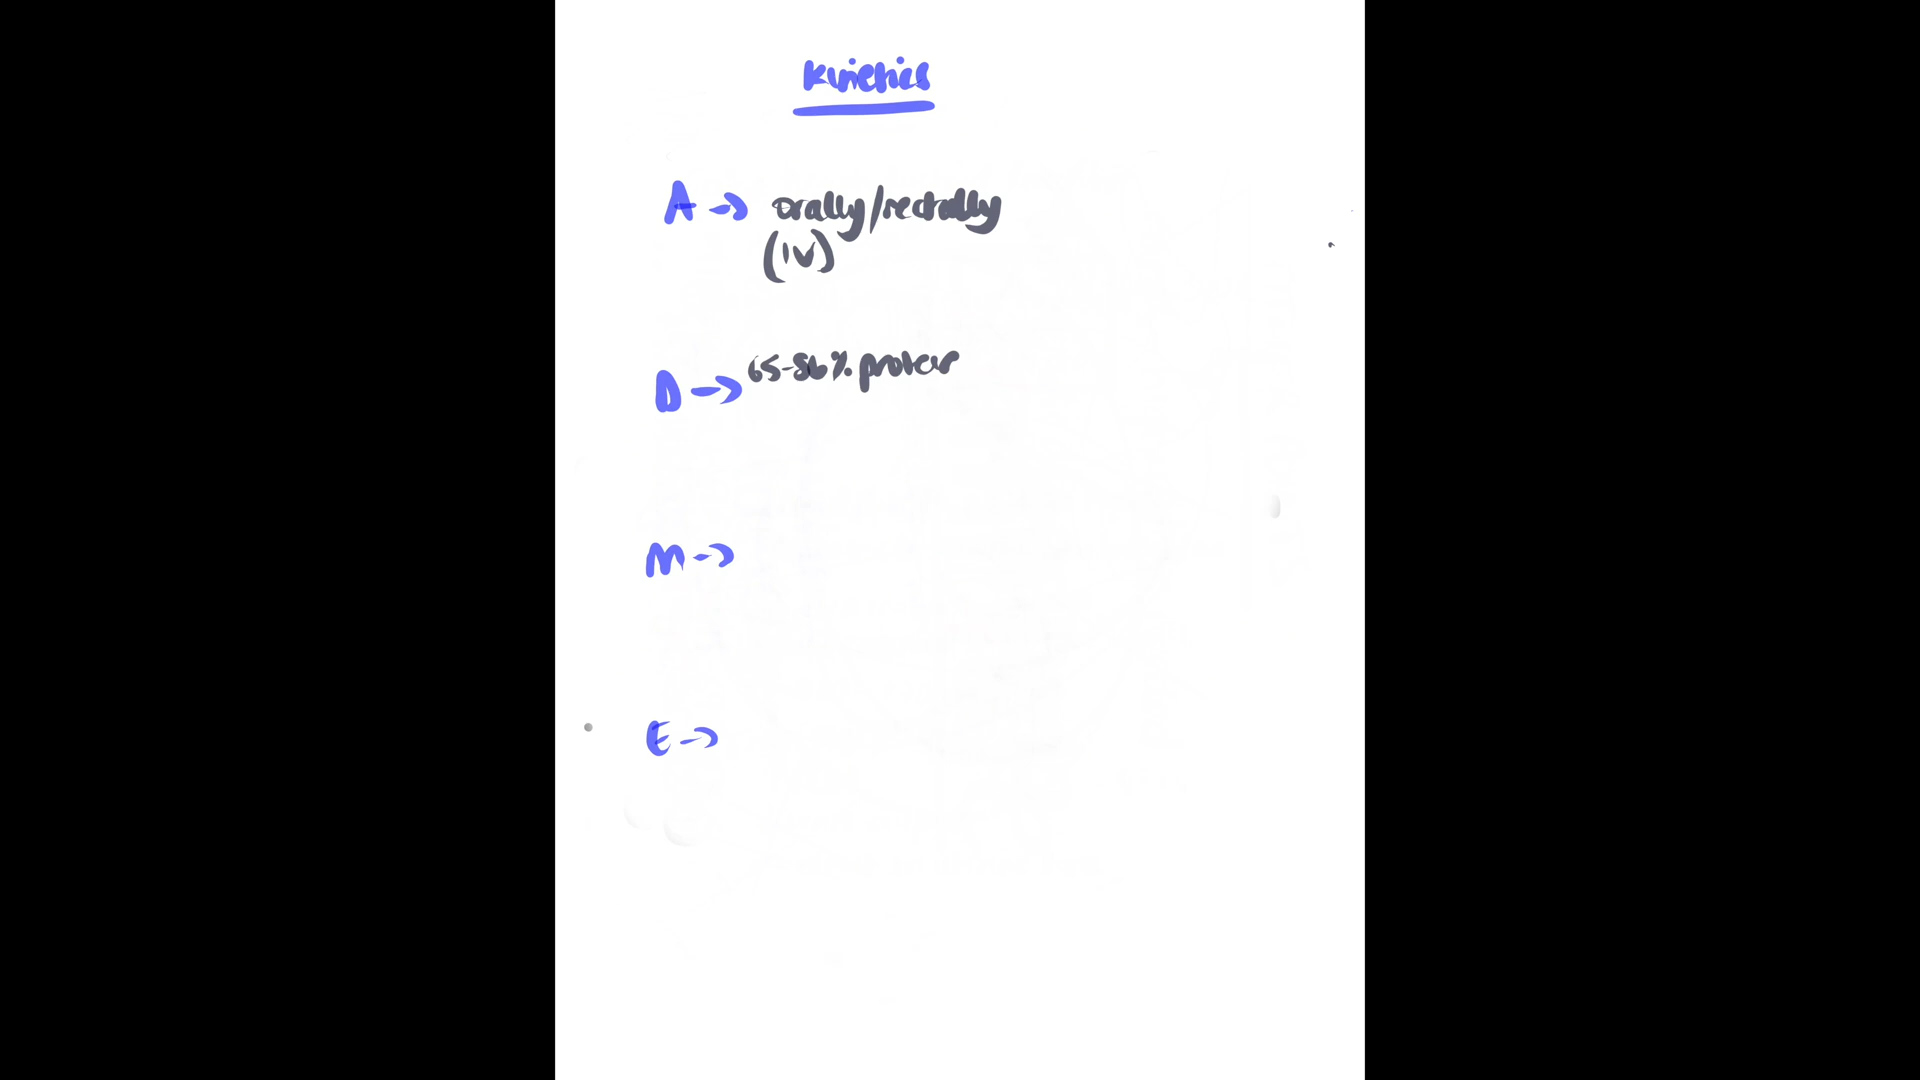 Kinetics
A → orally/rectally
(IV)
D → 65-86% protein
M →
E →